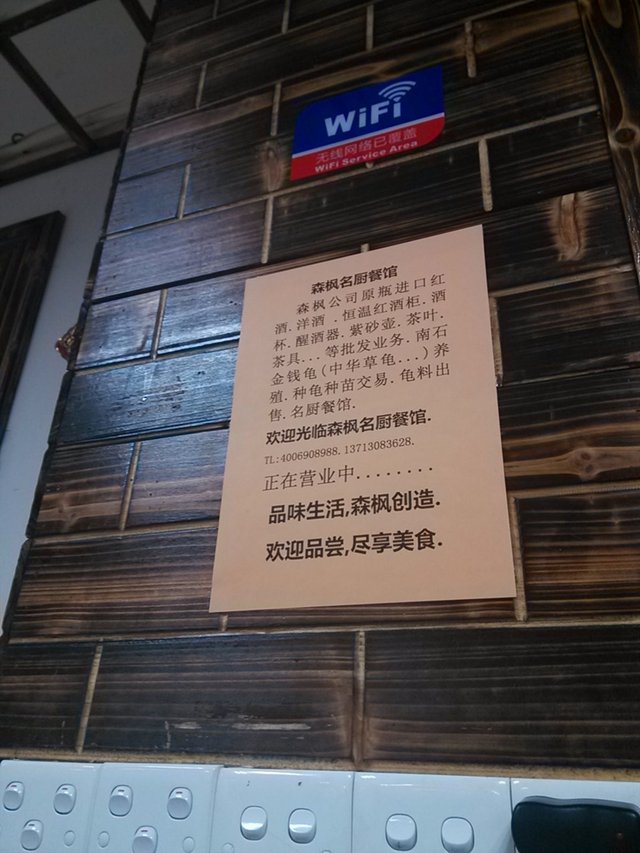 WiFi
无线网络已覆盖
WiFi Service Area
森枫名厨餐馆
森枫公司原瓶进口红
酒.洋酒.恒温红酒柜.酒
杯.醒酒器.紫砂壶.茶叶.
茶具...等批发业务.南石
金钱龟(中华草龟...)养
殖.种龟种苗交易.龟料出
售.名厨餐馆.
欢迎光临森枫名厨餐馆.
TL:4006908988.13713083628.
正在营业中........
品味生活,森枫创造.
欢迎品尝,尽享美食.